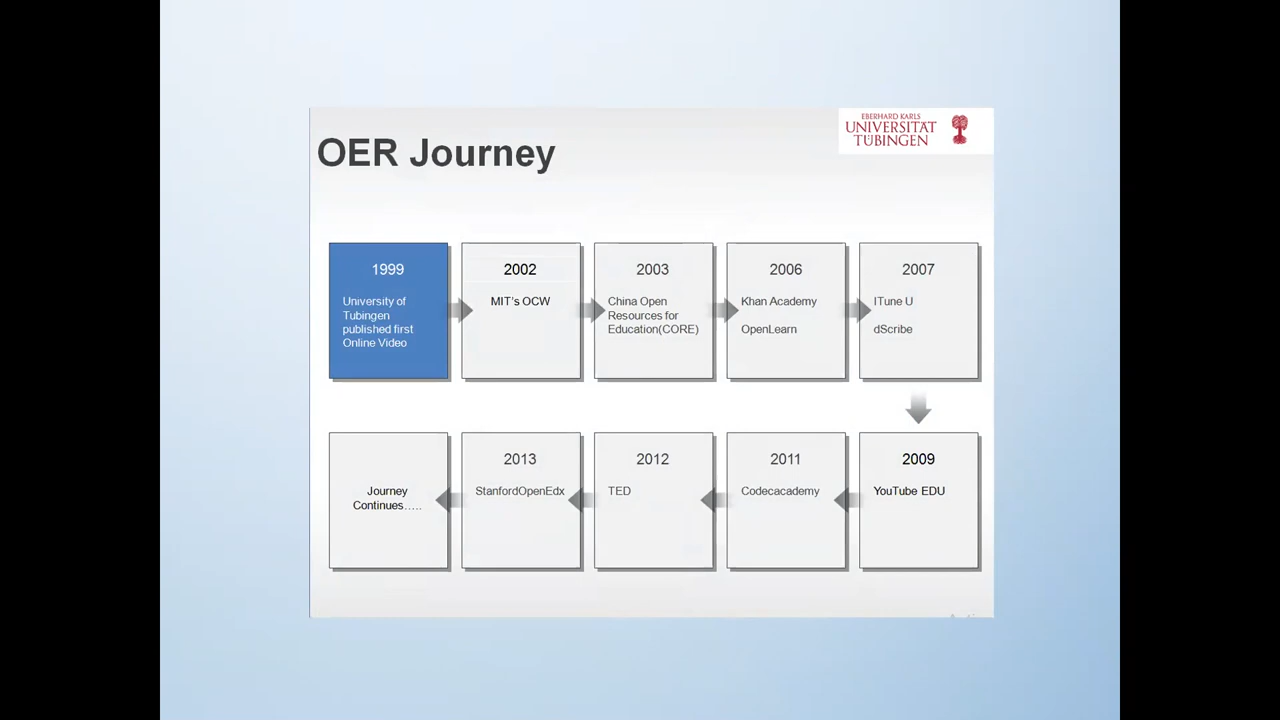 EBERHARD KARLS
UNIVERSITÄT
TÜBINGEN
OER Journey
1999
University of
Tubingen
published first
Online Video
2002
MIT's OCW
2003
China Open
Resources for
Education(CORE)
2006
Khan Academy
OpenLearn
2007
ITune U
dScribe
2009
YouTube EDU
2011
Codecacademy
2012
TED
2013
StanfordOpenEdx
Journey
Continues…..